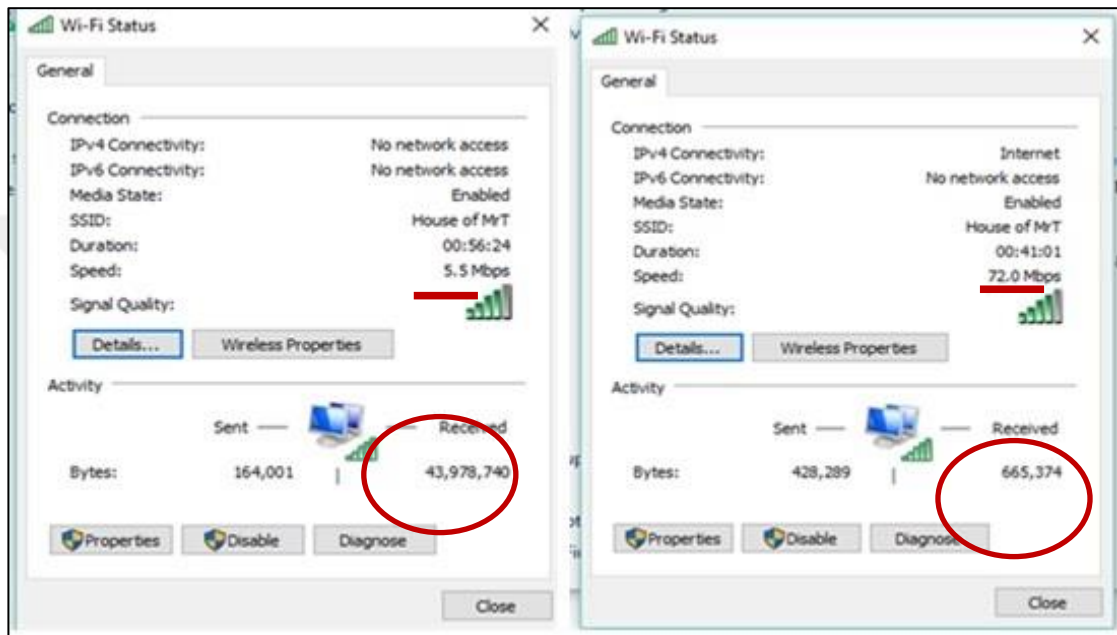 Wi-Fi Status
General
Connection
IPv4 Connectivity: No network access
IPv6 Connectivity: No network access
Media State: Enabled
SSID: House of MrT
Duration: 00:56:24
Speed: 5.5 Mbps
Signal Quality:
Details... Wireless Properties
Activity
Sent Received
Bytes: 164,001 43,978,740
Properties Disable Diagnose
Close
Wi-Fi Status
General
Connection
IPv4 Connectivity: Internet
IPv6 Connectivity: No network access
Media State: Enabled
SSID: House of MrT
Duration: 00:41:01
Speed: 72.0 Mbps
Signal Quality:
Details... Wireless Properties
Activity
Sent Received
Bytes: 428,289 665,374
Properties Disable Diagnose
Close